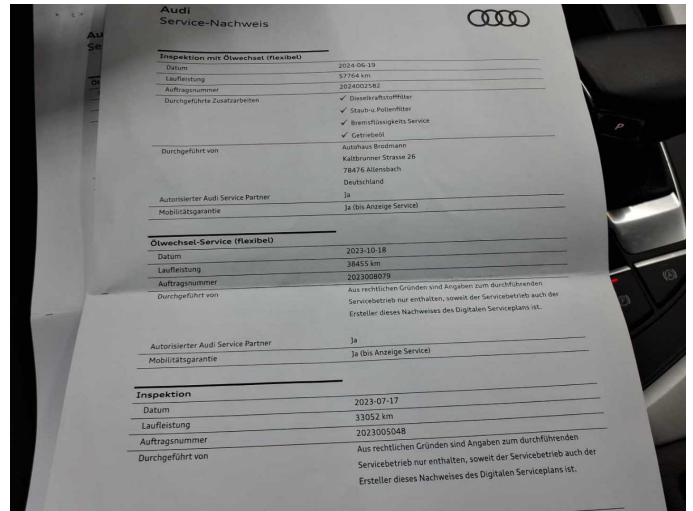 Audi
Service-Nachweis
Inspektion mit Ölwechsel (flexibel)
Datum 2024-06-19
Laufleistung 57764 km
Auftragsnummer 2024002582
Durchgeführte Zusatzarbeiten ✓ Dieselkraftstofffilter
✓ Staub-u.Pollenfilter
✓ Bremsflüssigkeits Service
✓ Getriebeöl
Durchgeführt von Autohaus Brodmann
Kaltbrunner Strasse 26
78476 Allensbach
Deutschland
Autorisierter Audi Service Partner Ja
Mobilitätsgarantie Ja (bis Anzeige Service)
Ölwechsel-Service (flexibel)
Datum 2023-10-18
Laufleistung 38455 km
Auftragsnummer 2023008079
Durchgeführt von Aus rechtlichen Gründen sind Angaben zum durchführenden
Servicebetrieb nur enthalten, soweit der Servicebetrieb auch der
Ersteller dieses Nachweises des Digitalen Serviceplans ist.
Autorisierter Audi Service Partner Ja
Mobilitätsgarantie Ja (bis Anzeige Service)
Inspektion
Datum 2023-07-17
Laufleistung 33052 km
Auftragsnummer 2023005048
Durchgeführt von Aus rechtlichen Gründen sind Angaben zum durchführenden
Servicebetrieb nur enthalten, soweit der Servicebetrieb auch der
Ersteller dieses Nachweises des Digitalen Serviceplans ist.
Au
Se
P